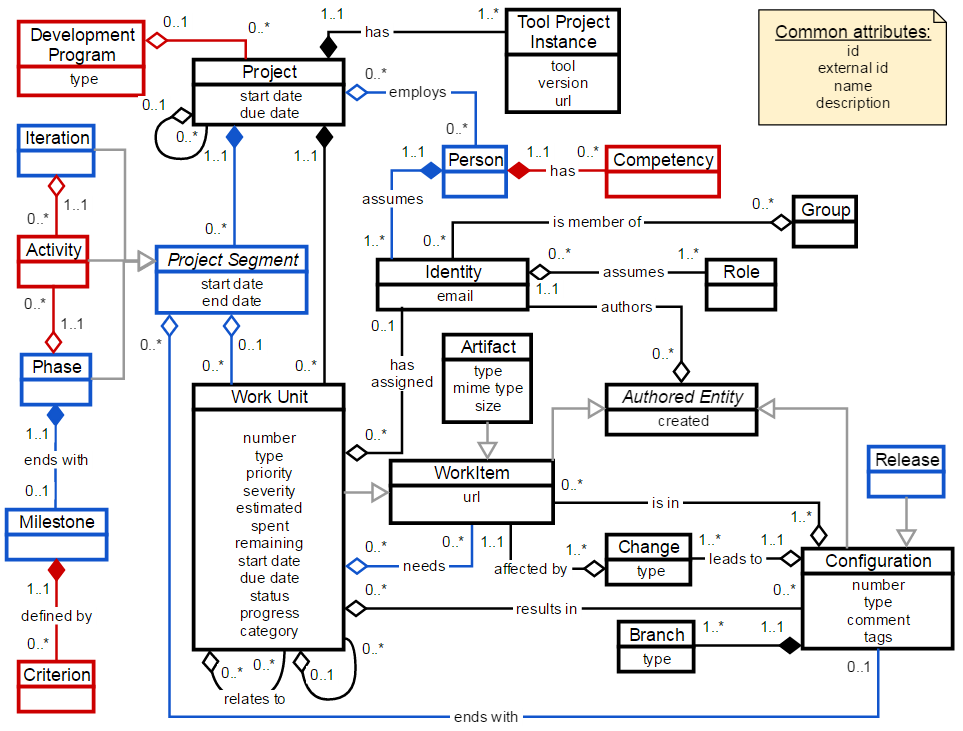 Development
Program
type
0..1
0..*
Project
start date
due date
0..1
0..*
1..1
has
1..*
Tool Project
Instance
tool
version
url
Common attributes:
id
external id
name
description
0..*
employs
0..*
Iteration
1..1
0..*
Activity
0..*
1..1
Phase
1..1
ends with
0..1
Milestone
1..1
defined by
0..*
Criterion
1..1
0..*
1..1
Project Segment
start date
end date
0..*
0..1
0..*
0..*
1..1
Person
1..1
has
0..*
Competency
assumes
1..*
0..*
is member of
0..*
Group
Identity
email
0..*
assumes
1..*
Role
1..1
authors
0..*
0..1
has
assigned
0..*
Artifact
type
mime type
size
Authored Entity
created
Work Unit
number
type
priority
severity
estimated
spent
remaining
start date
due date
status
progress
category
WorkItem
url
0..*
is in
1..*
Release
0..*
needs
0..*
1..1
affected by
1..*
Change
type
1..*
leads to
1..1
Configuration
number
type
comment
tags
0..*
results in
0..*
Branch
type
1..*
1..1
0..*
0..*
relates to
0..1
0..*
0..1
ends with